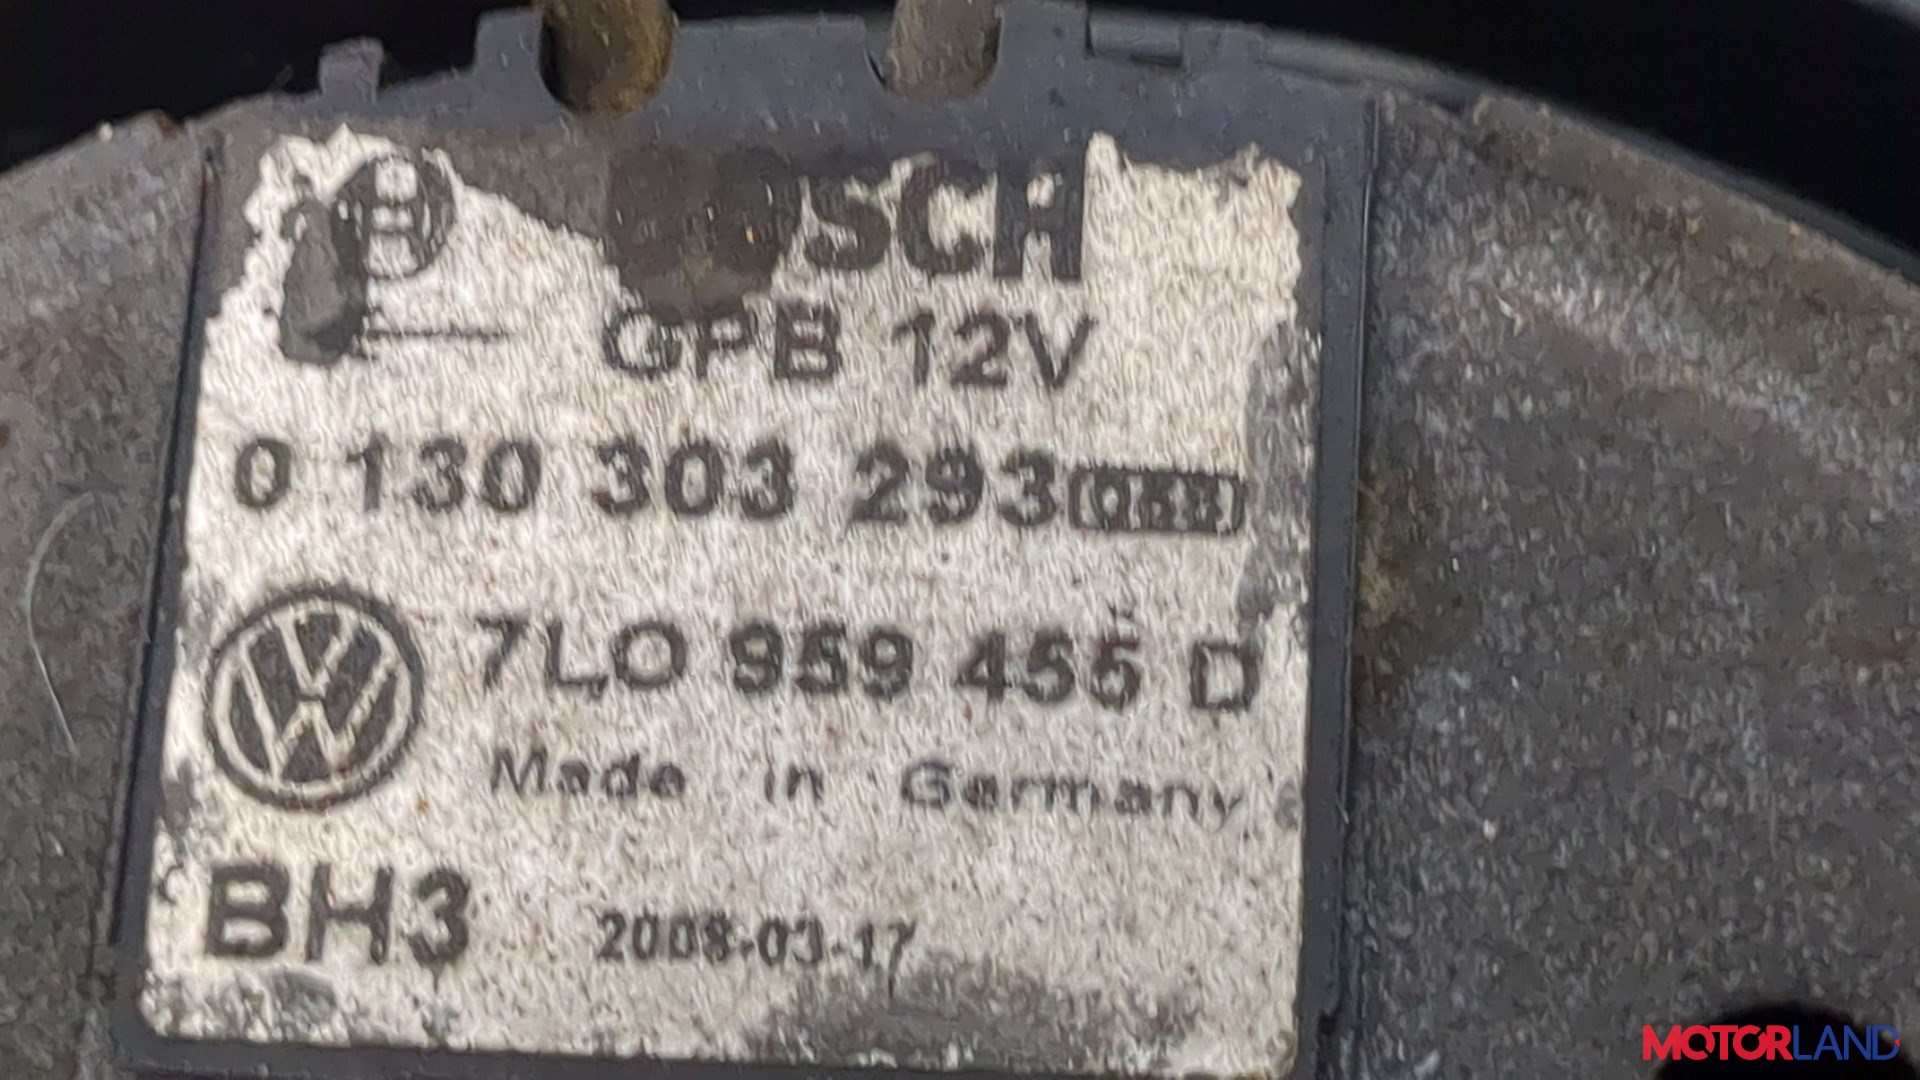 BOSCH
GPB 12V
0 130 303 293
7L0 959 455 D
Made in Germany
BH3 2008-03-17
MOTORLAND